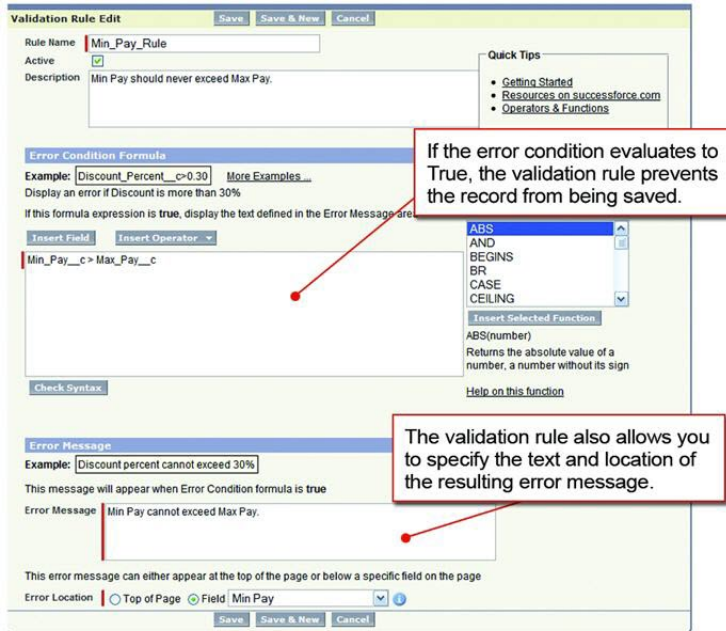 Validation Rule Edit
Save
Save & New
Cancel
Rule Name
Min_Pay_Rule
Active
Description
Min Pay should never exceed Max Pay.
Quick Tips
• Getting Started
• Resources on successforce.com
• Operators & Functions
Error Condition Formula
Example:
Discount_Percent__c>0.30
More Examples ...
Display an error if Discount is more than 30%
If this formula expression is true, display the text defined in the Error Message are
If the error condition evaluates to
True, the validation rule prevents
the record from being saved.
Insert Field
Insert Operator
Min_Pay__c > Max_Pay__c
ABS
AND
BEGINS
BR
CASE
CEILING
Insert Selected Function
ABS(number)
Returns the absolute value of a
number, a number without its sign
Help on this function
Check Syntax
Error Message
Example:
Discount percent cannot exceed 30%
This message will appear when Error Condition formula is true
Error Message
Min Pay cannot exceed Max Pay.
The validation rule also allows you
to specify the text and location of
the resulting error message.
This error message can either appear at the top of the page or below a specific field on the page
Error Location
Top of Page
Field
Min Pay
i
Save
Save & New
Cancel